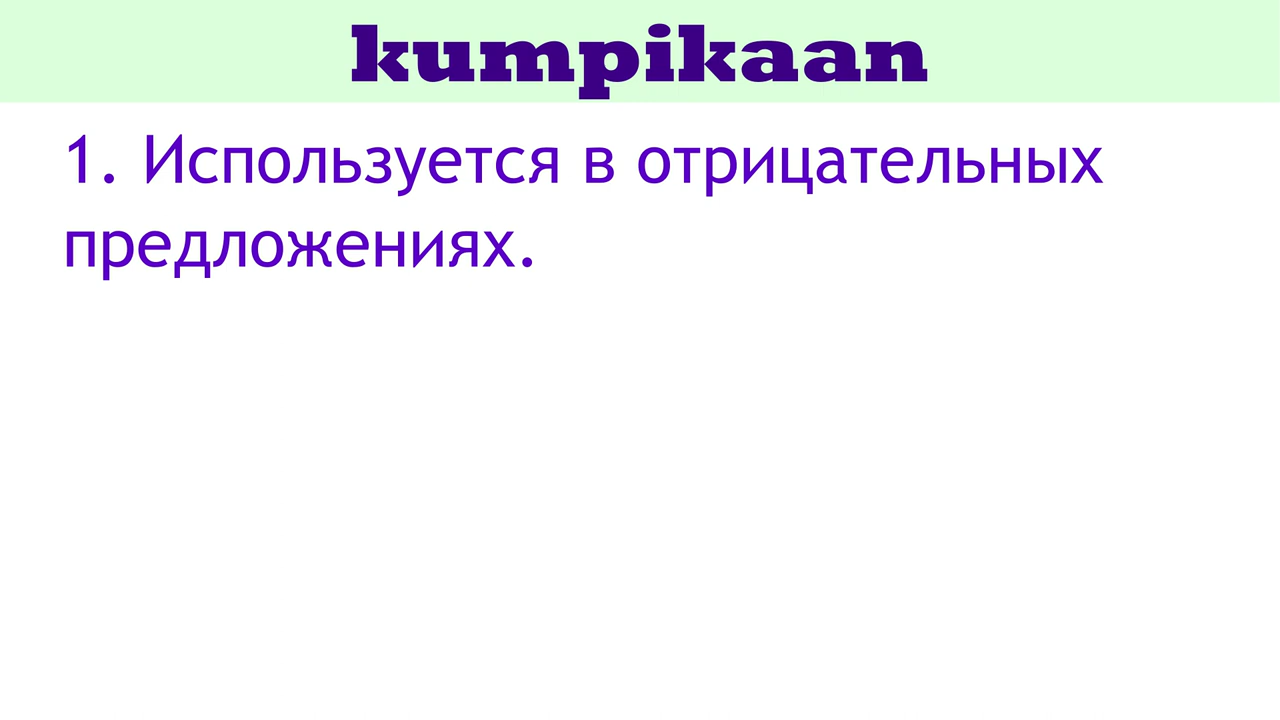 kumpikaan
1. Используется в отрицательных
предложениях.